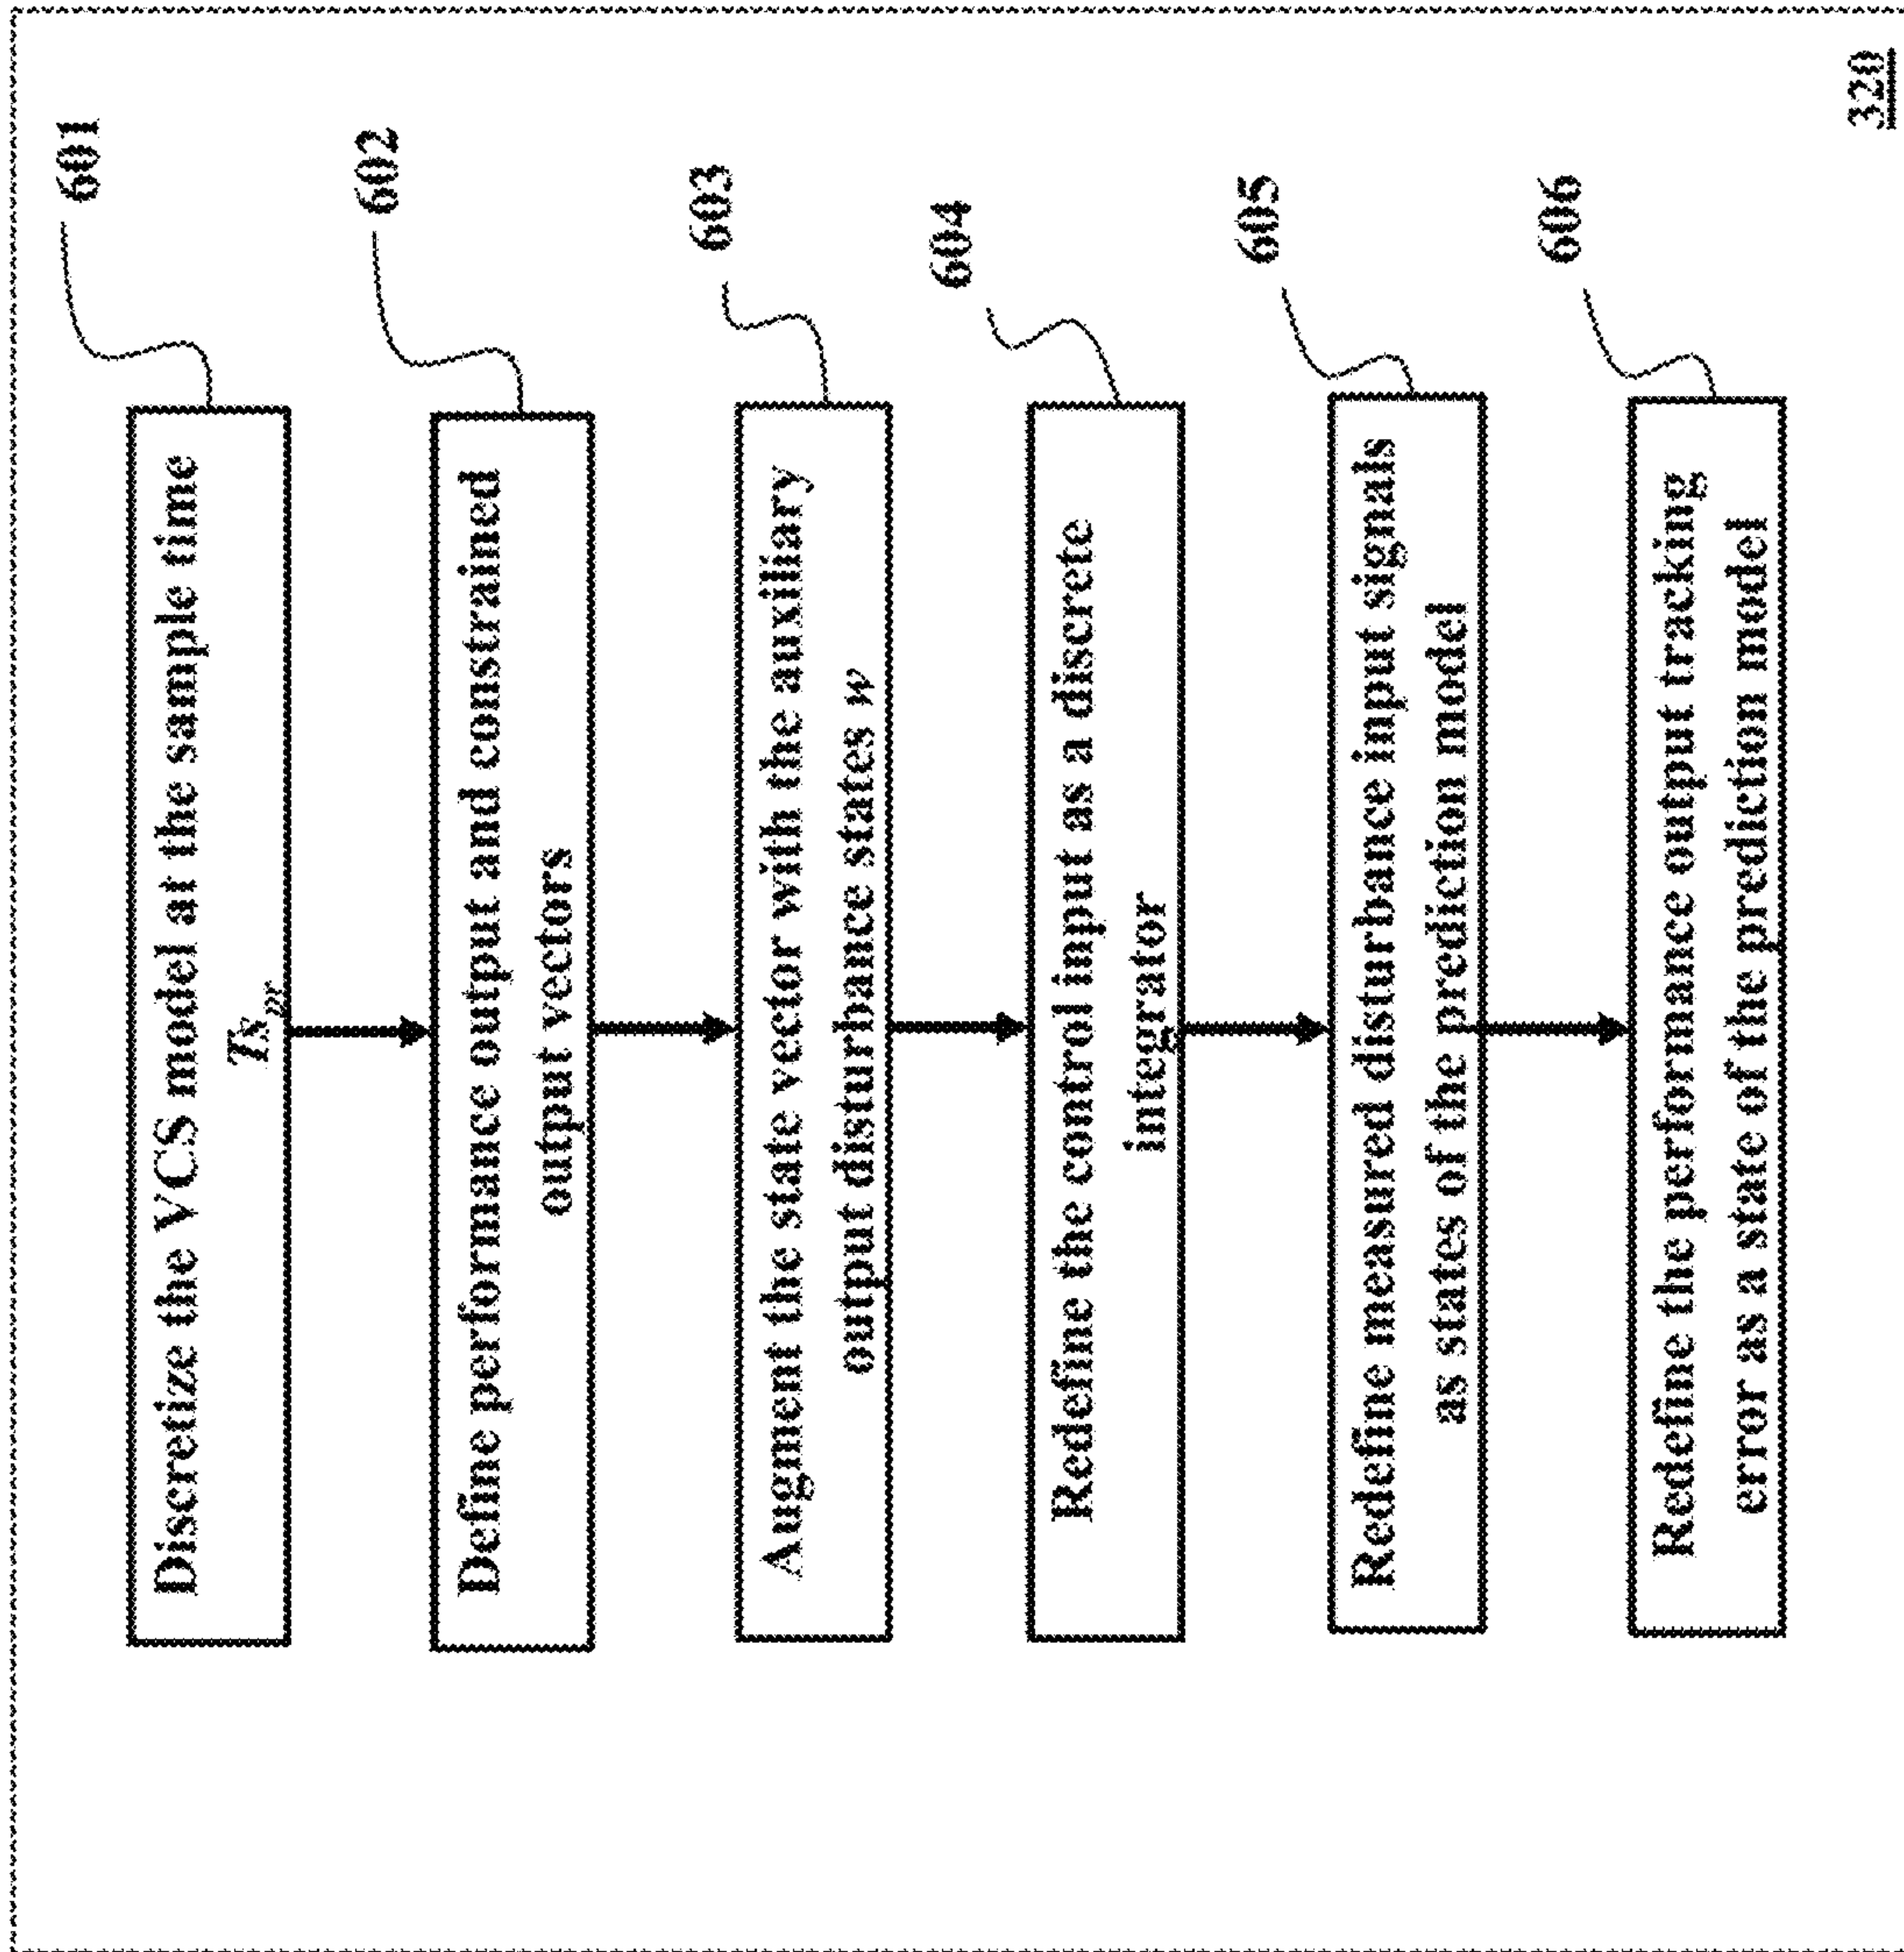 601
Discretize the VCS model at the sample time
Ts_pr
602
Define performance output and constrained
output vectors
603
Augment the state vector with the auxiliary
output disturbance states w
604
Redefine the control input as a discrete
integrator
605
Redefine measured disturbance input signals
as states of the prediction model
606
Redefine the performance output tracking
error as a state of the prediction model
320